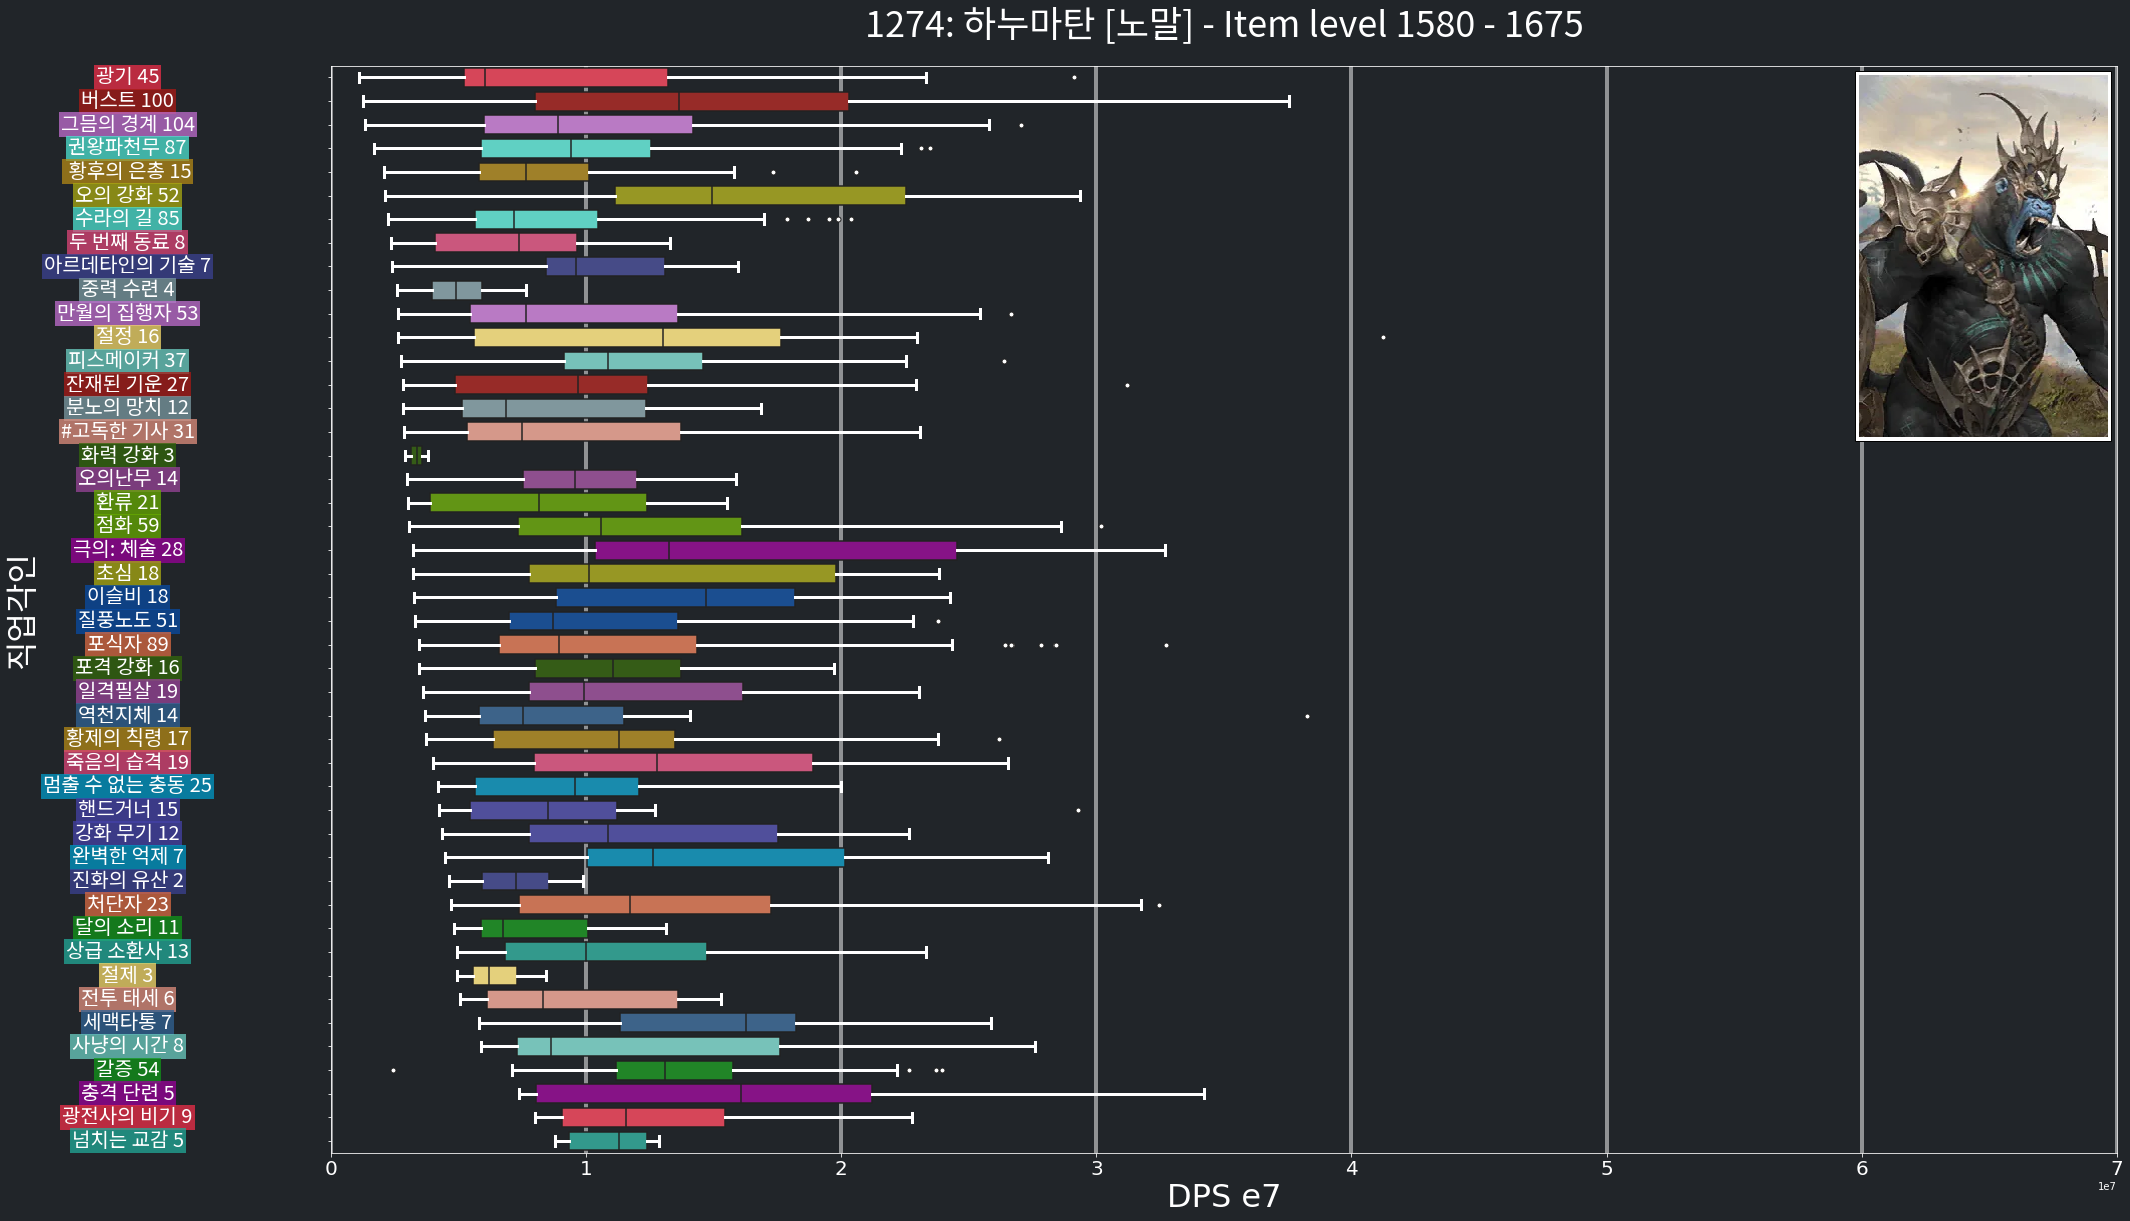 1274: 하누마탄 [노말] - Item level 1580 - 1675
직업각인
광기 45
버스트 100
그믐의 경계 104
권왕파천무 87
황후의 은총 15
오의 강화 52
수라의 길 85
두 번째 동료 8
아르데타인의 기술 7
중력 수련 4
만월의 집행자 53
절정 16
피스메이커 37
잔재된 기운 27
분노의 망치 12
#고독한 기사 31
화력 강화 3
오의난무 14
환류 21
점화 59
극의: 체술 28
초심 18
이슬비 18
질풍노도 51
포식자 89
포격 강화 16
일격필살 19
역천지체 14
황제의 칙령 17
죽음의 습격 19
멈출 수 없는 충동 25
핸드거너 15
강화 무기 12
완벽한 억제 7
진화의 유산 2
처단자 23
달의 소리 11
상급 소환사 13
절제 3
전투 태세 6
세맥타통 7
사냥의 시간 8
갈증 54
충격 단련 5
광전사의 비기 9
넘치는 교감 5
0 1 2 3 4 5 6 7
1e7
DPS e7